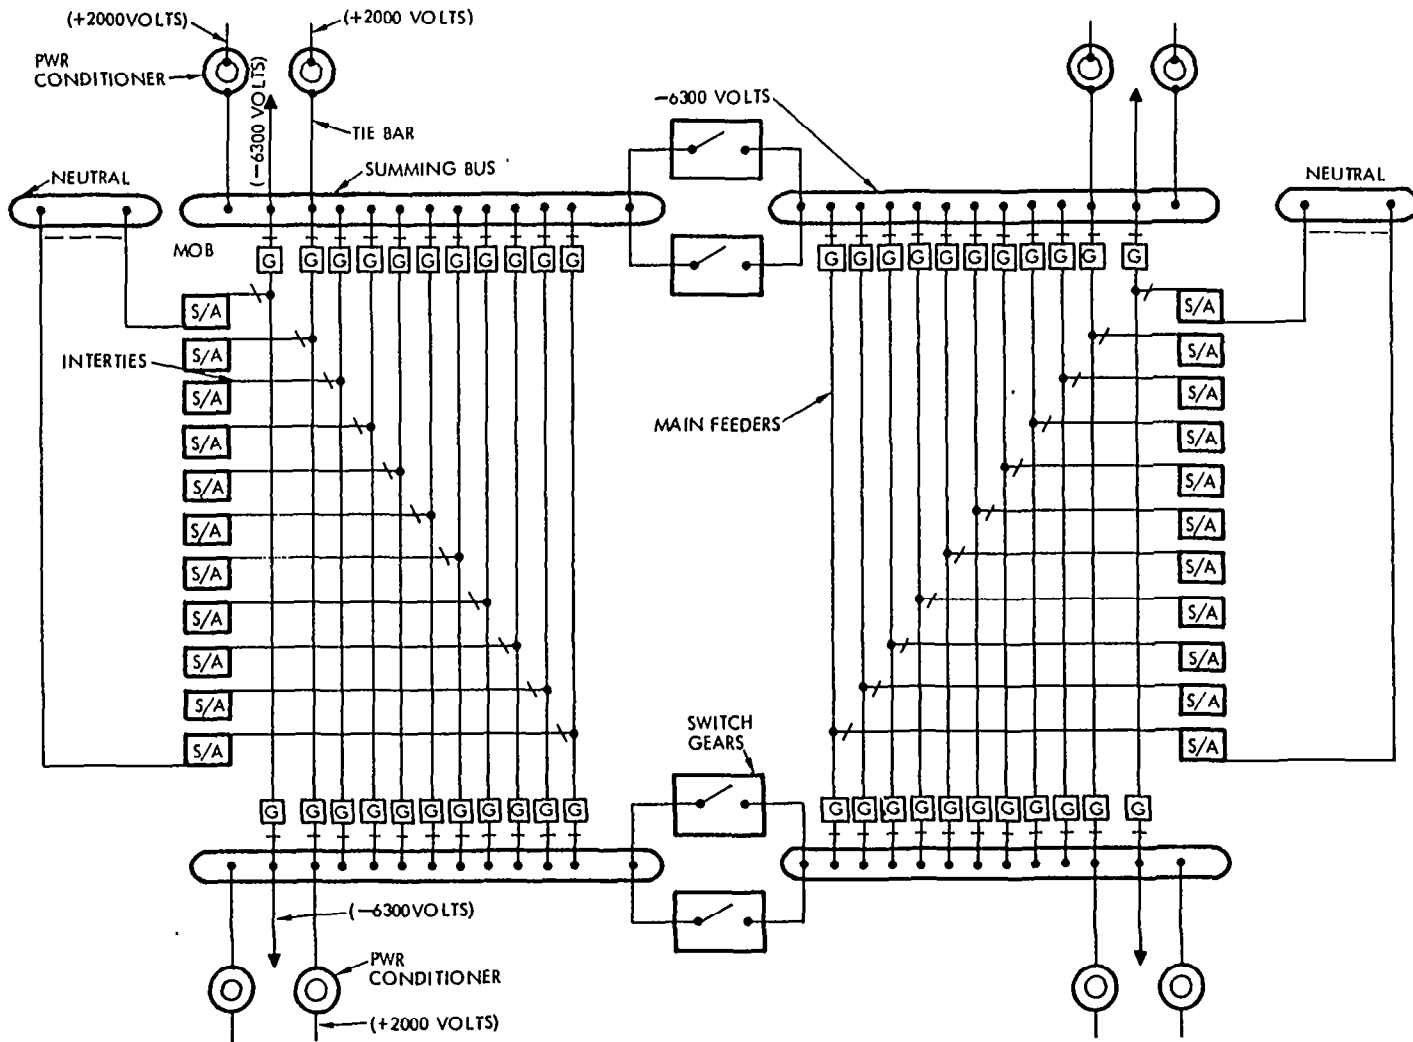 (+2000VOLTS)
(+2000 VOLTS)
PWR
CONDITIONER
(−6300 VOLTS)
−6300 VOLTS
TIE BAR
SUMMING BUS
NEUTRAL
NEUTRAL
MOB
G G G G G G G G G G G
G G G G G G G G G G G
S/A
S/A
S/A
S/A
S/A
S/A
S/A
S/A
S/A
S/A
S/A
INTERTIES
MAIN FEEDERS
S/A
S/A
S/A
S/A
S/A
S/A
S/A
S/A
S/A
S/A
S/A
SWITCH
GEARS
G G G G G G G G G G G
G G G G G G G G G G G
(−6300VOLTS)
PWR
CONDITIONER
(+2000 VOLTS)